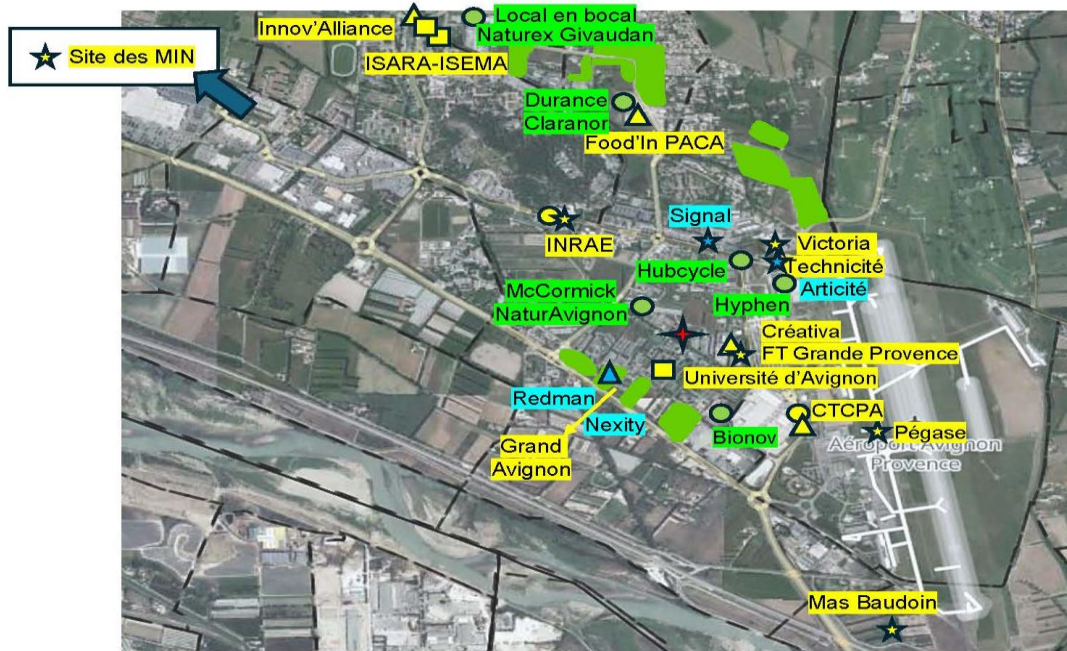 Innov'Alliance
Local en bocal
Naturex Givaudan
Site des MIN
ISARA-ISEMA
Durance
Claranor
Food'In PACA
Signal
INRAE
Victoria
Technicité
Hubcycle
Articité
McCormick
NaturAvignon
Hyphen
Créativa
FT Grande Provence
Université d'Avignon
Redman
Nexity
CTCPA
Bionov
Pégase
Grand
Avignon
Aéroport Avignon
Provence
Mas Baudoin